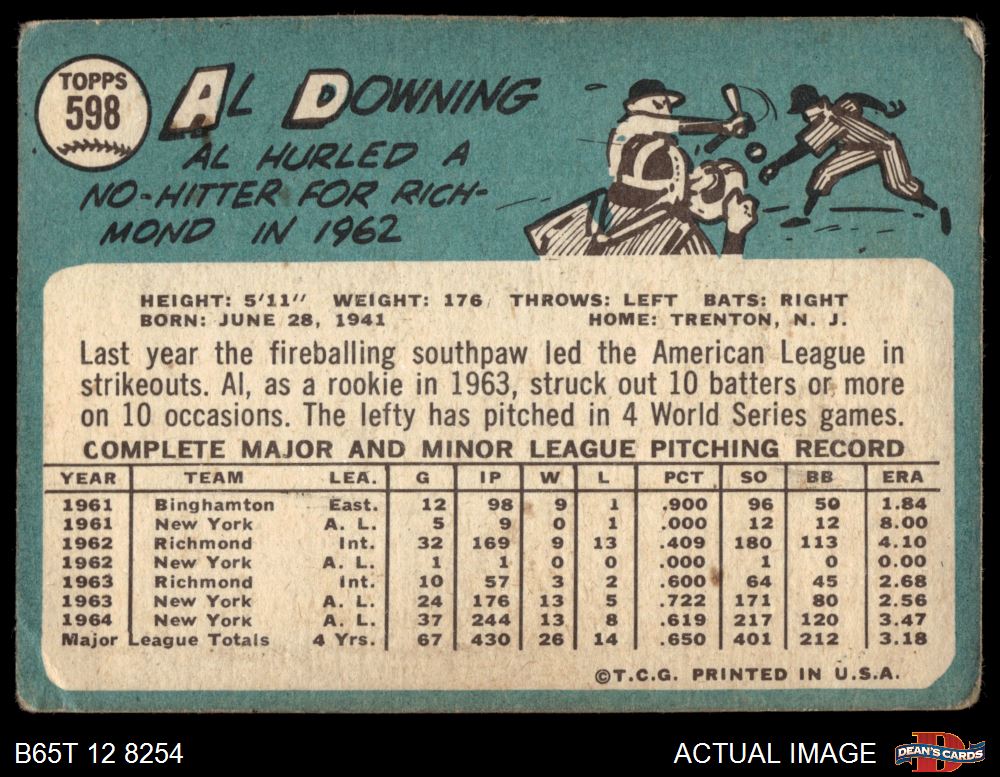 TOPPS
598
AL DOWNING
AL HURLED A
NO-HITTER FOR RICH-
MOND IN 1962
HEIGHT: 5'11" WEIGHT: 176 THROWS: LEFT BATS: RIGHT
BORN: JUNE 28, 1941 HOME: TRENTON, N. J.
Last year the fireballing southpaw led the American League in
strikeouts. Al, as a rookie in 1963, struck out 10 batters or more
on 10 occasions. The lefty has pitched in 4 World Series games.
COMPLETE MAJOR AND MINOR LEAGUE PITCHING RECORD
YEAR TEAM LEA. G IP W L PCT SO BB ERA
1961 Binghamton East. 12 98 9 1 .900 96 50 1.84
1961 New York A. L. 5 9 0 1 .000 12 12 8.00
1962 Richmond Int. 32 169 9 13 .409 180 113 4.10
1962 New York A. L. 1 1 0 0 .000 1 0 0.00
1963 Richmond Int. 10 57 3 2 .600 64 45 2.68
1963 New York A. L. 24 176 13 5 .722 171 80 2.56
1964 New York A. L. 37 244 13 8 .619 217 120 3.47
Major League Totals 4 Yrs. 67 430 26 14 .650 401 212 3.18
©T.C.G. PRINTED IN U.S.A.
B65T 12 8254 ACTUAL IMAGE DEAN'S CARDS